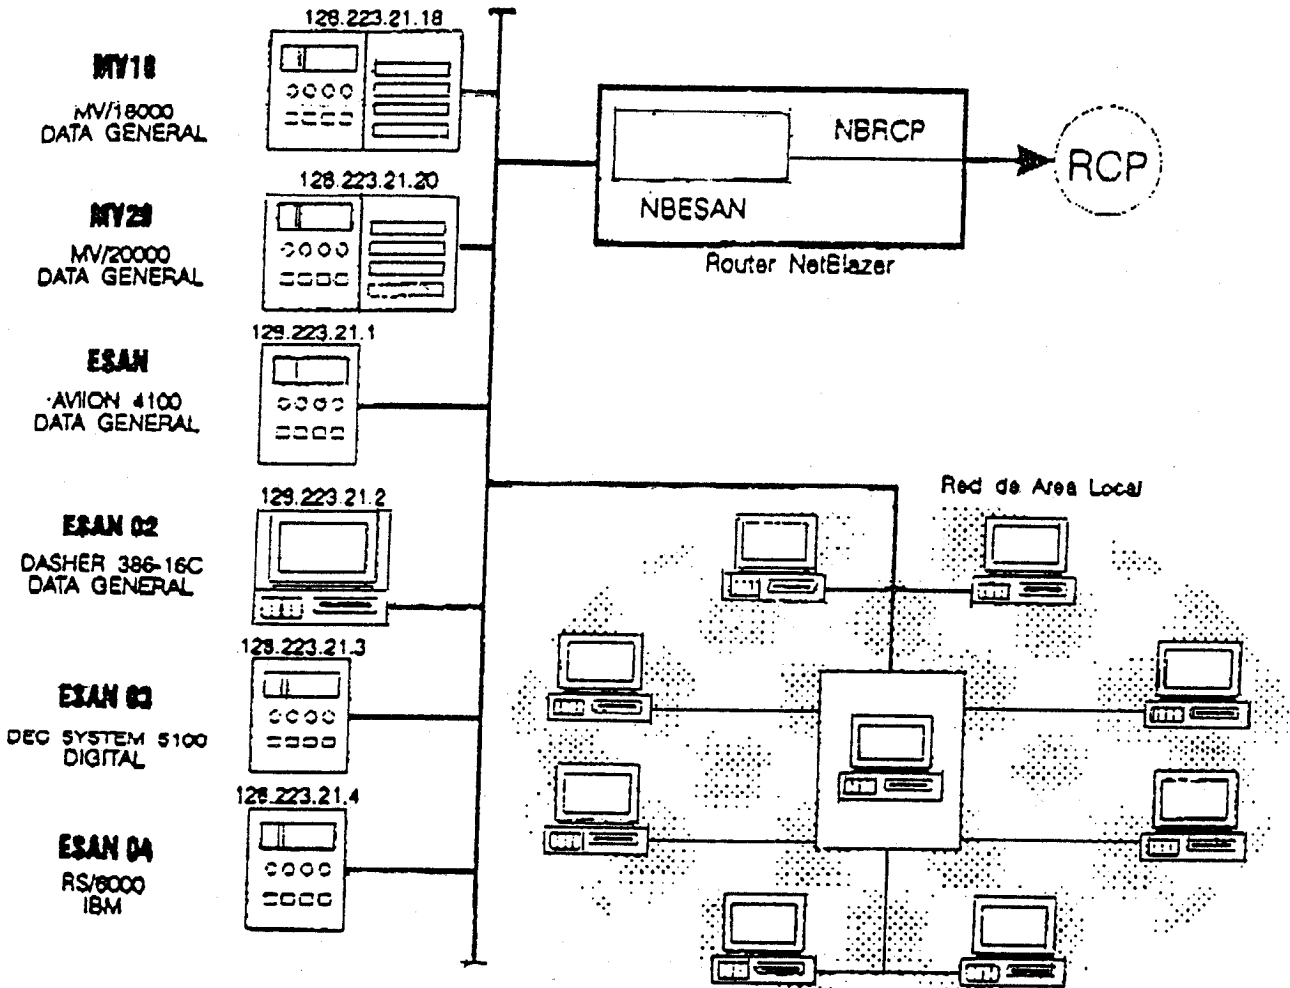 128.223.21.18
MV18
MV/18000
DATA GENERAL
128.223.21.20
MV20
MV/20000
DATA GENERAL
129.223.21.1
ESAN
AVIION 4100
DATA GENERAL
129.223.21.2
ESAN 02
DASHER 386-16C
DATA GENERAL
129.223.21.3
ESAN 03
DEC SYSTEM 5100
DIGITAL
128.223.21.4
ESAN 04
RS/6000
IBM
NBRCP
NBESAN
Router NetBlazer
RCP
Red de Area Local